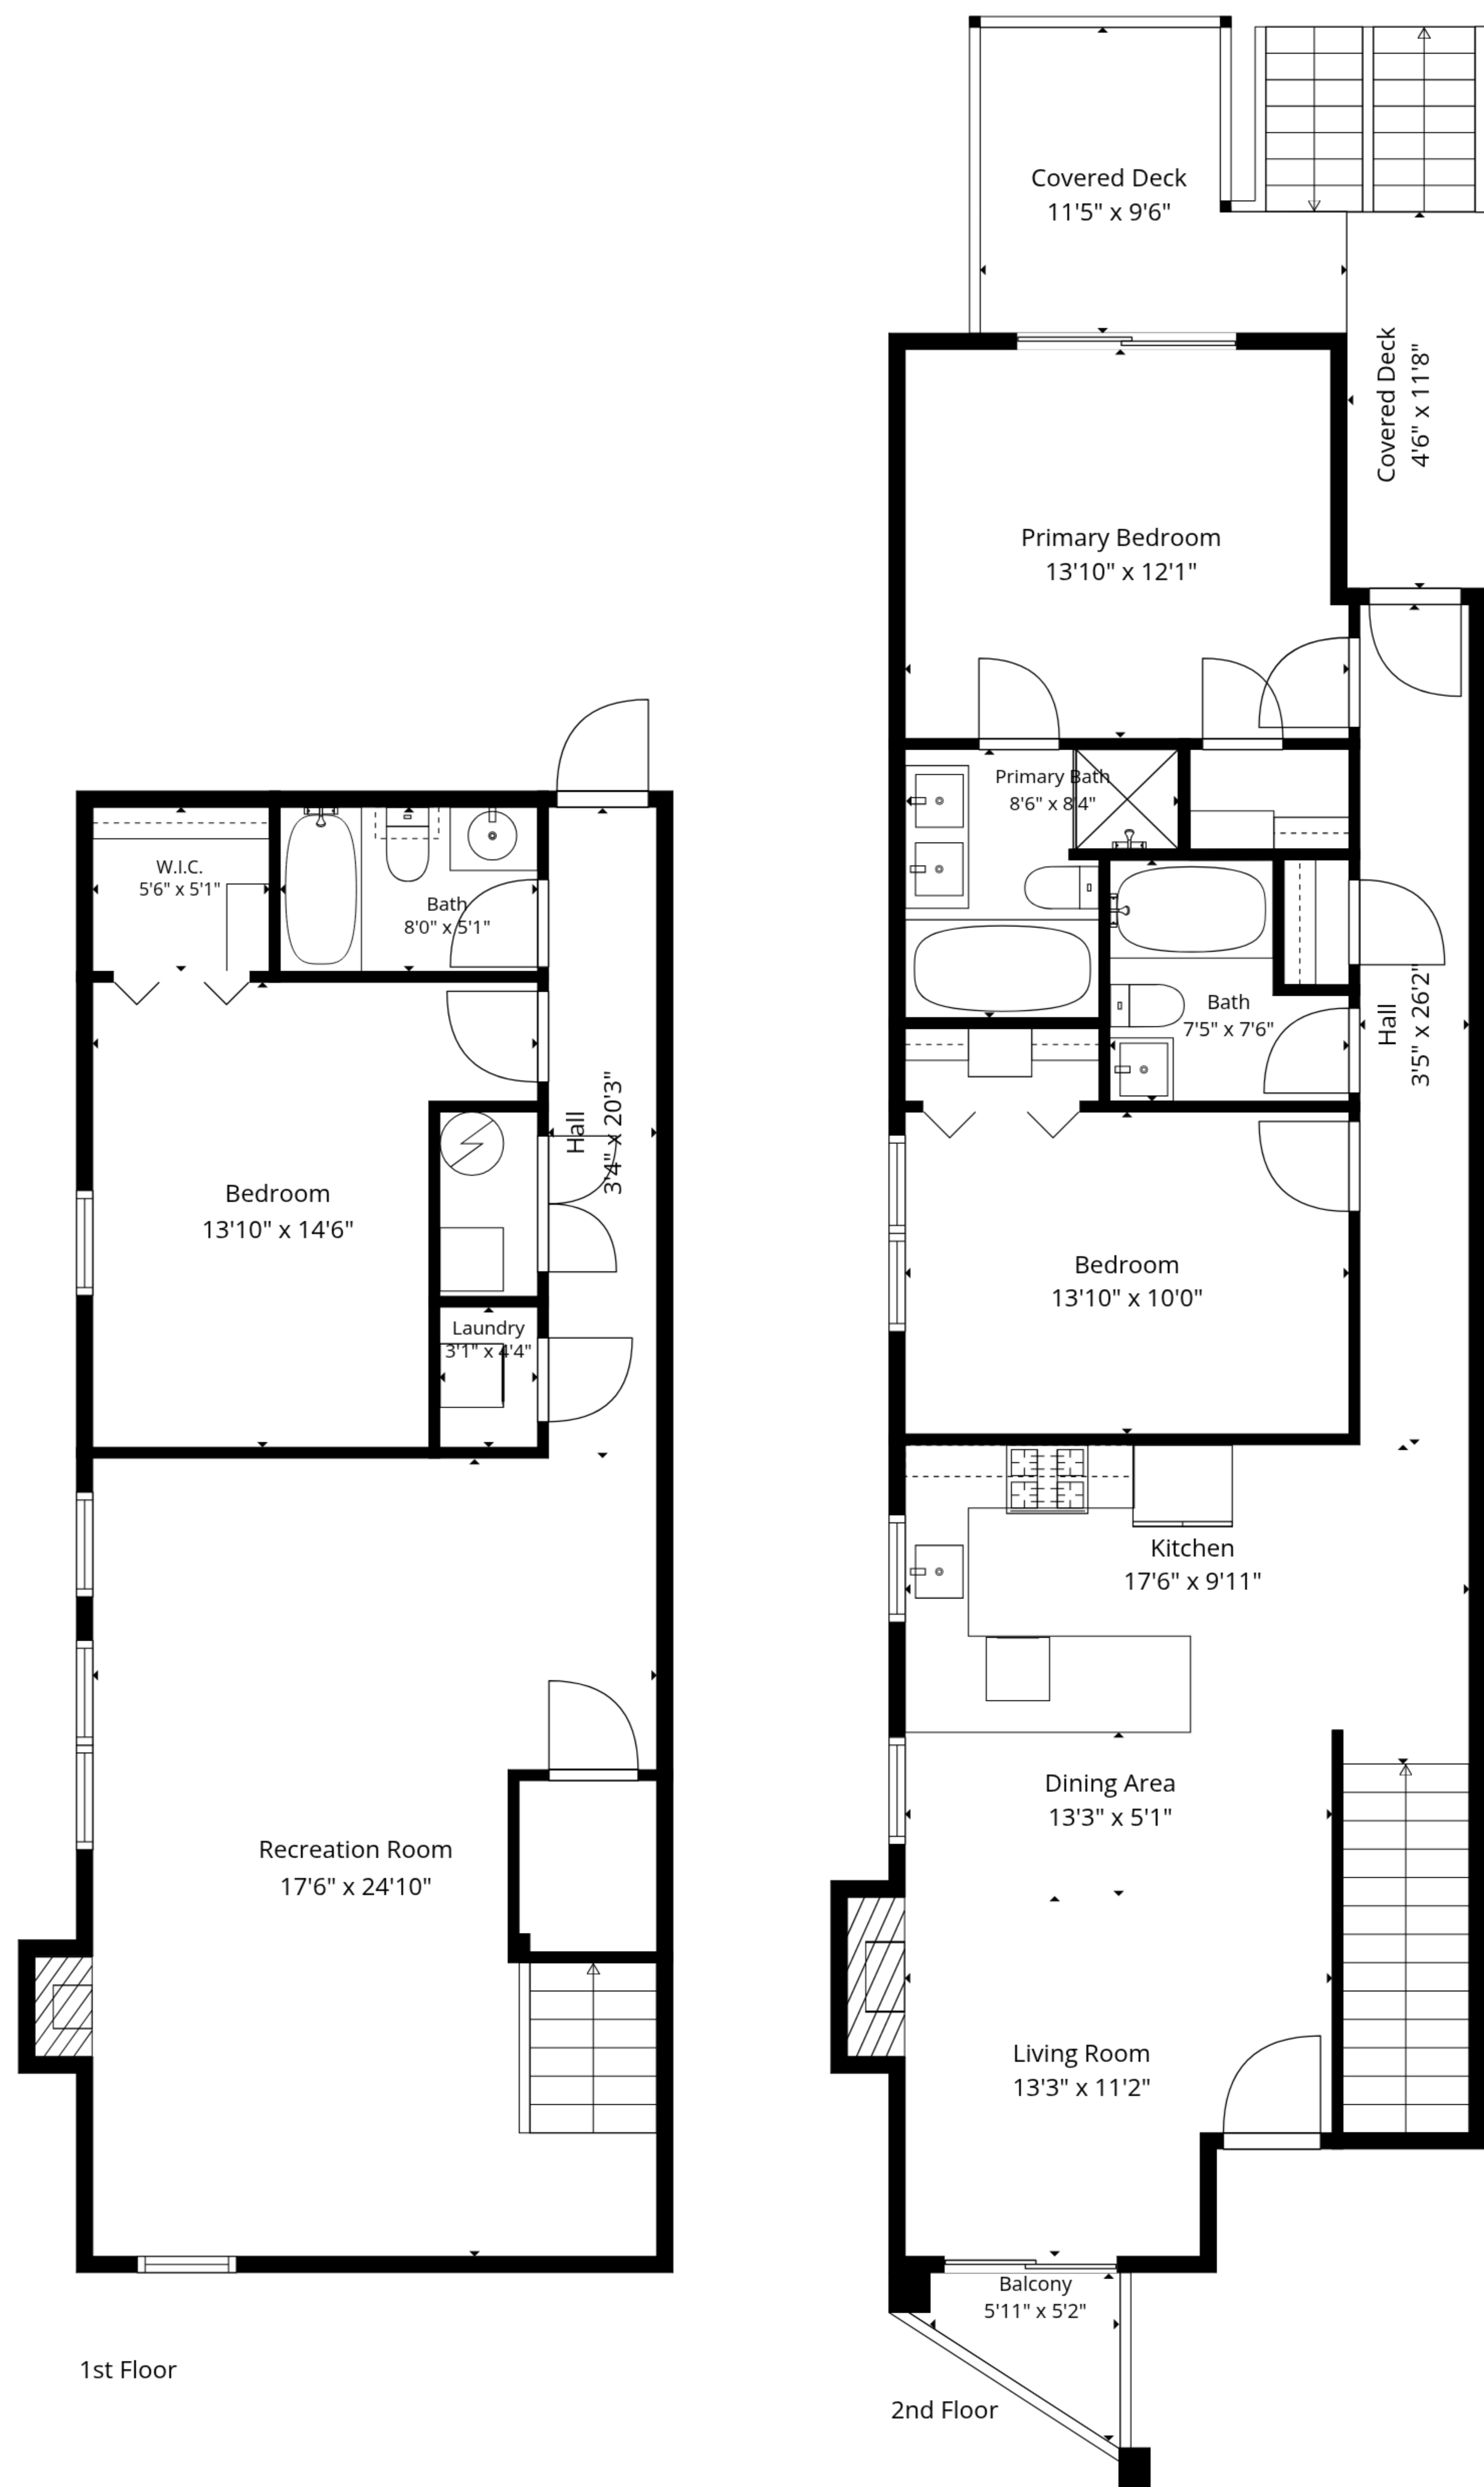 W.I.C.
5'6" x 5'1"
Bath
8'0" x 5'1"
Hall
3'4" x 20'3"
Bedroom
13'10" x 14'6"
Laundry
3'1" x 4'4"
Recreation Room
17'6" x 24'10"
1st Floor
Covered Deck
11'5" x 9'6"
Covered Deck
4'6" x 11'8"
Primary Bedroom
13'10" x 12'1"
Primary Bath
8'6" x 8'4"
Bath
7'5" x 7'6"
Hall
3'5" x 26'2"
Bedroom
13'10" x 10'0"
Kitchen
17'6" x 9'11"
Dining Area
13'3" x 5'1"
Living Room
13'3" x 11'2"
Balcony
5'11" x 5'2"
2nd Floor